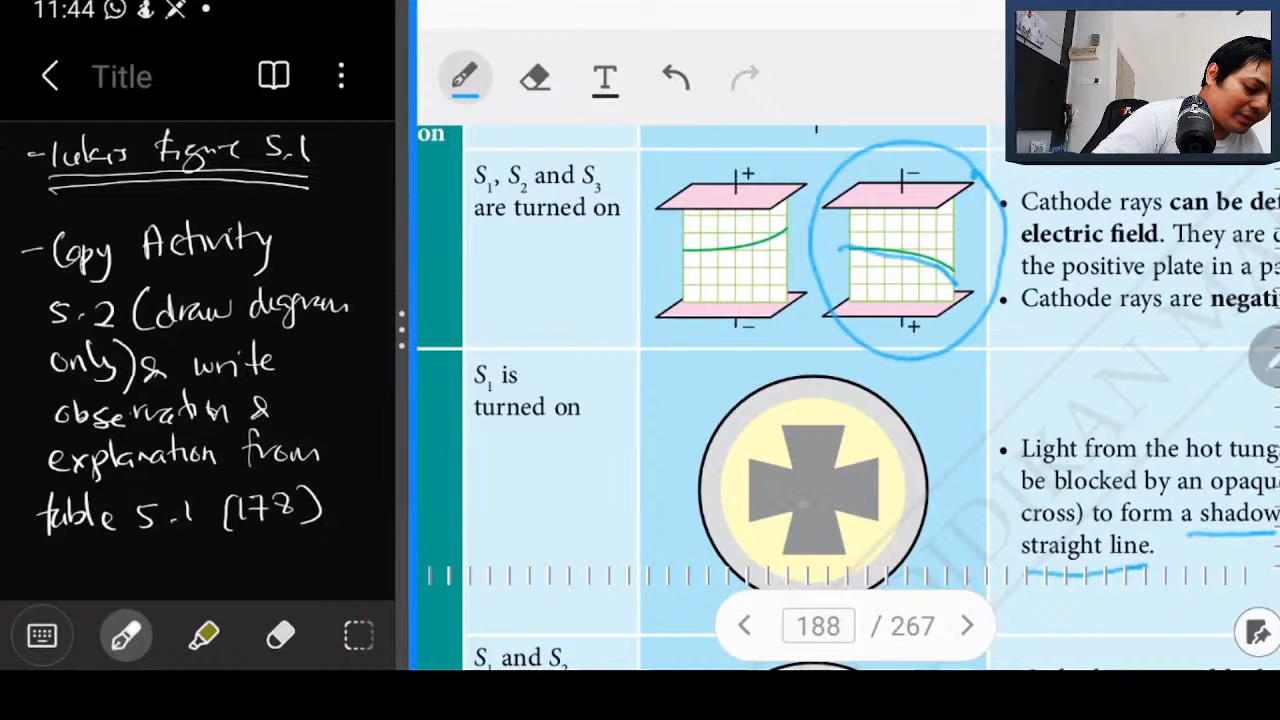 11:44
Title
- lukis figure 5.1
- Copy Activity
5.2 (draw diagram
only) & write
observation &
explanation from
table 5.1 (178)
on
S₁, S₂ and S₃
are turned on
+
−
−
+
• Cathode rays can be def
electric field. They are
the positive plate in a pa
• Cathode rays are negati
S₁ is
turned on
• Light from the hot tung
be blocked by an opaqu
cross) to form a shadow
straight line.
DIDIKAN MA
188 / 267
S₁ and S₂